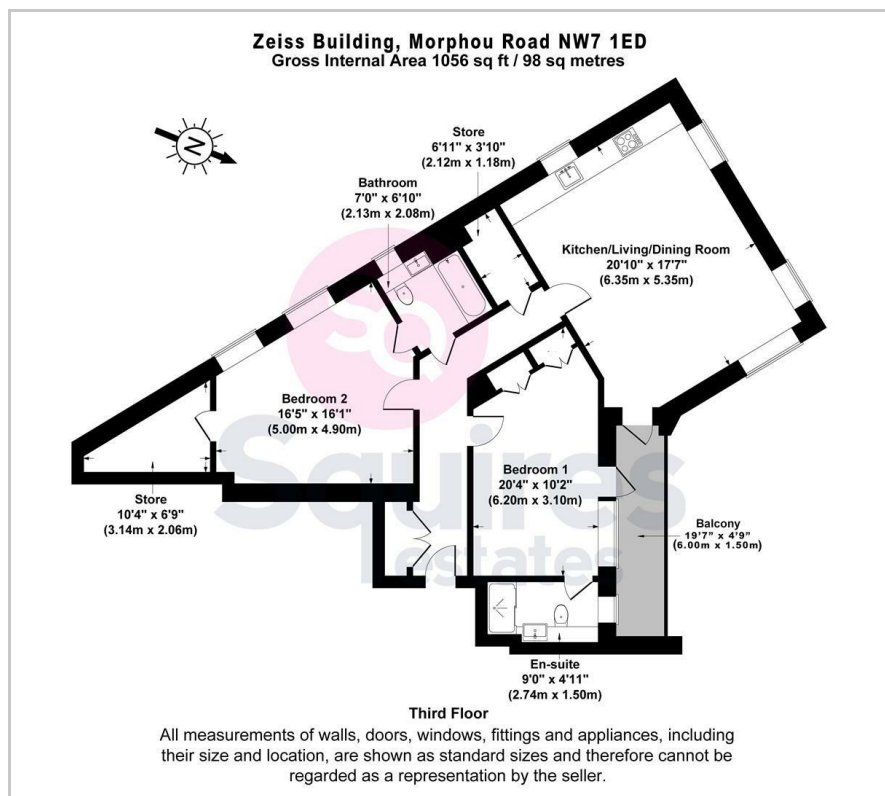 Zeiss Building, Morphou Road NW7 1ED
Gross Internal Area 1056 sq ft / 98 sq metres
N
Store
6'11" x 3'10"
(2.12m x 1.18m)
Bathroom
7'0" x 6'10"
(2.13m x 2.08m)
Kitchen/Living/Dining Room
20'10" x 17'7"
(6.35m x 5.35m)
SQ
Bedroom 2
16'5" x 16'1"
(5.00m x 4.90m)
Squires
estates
Bedroom 1
20'4" x 10'2"
(6.20m x 3.10m)
Store
10'4" x 6'9"
(3.14m x 2.06m)
Balcony
19'7" x 4'9"
(6.00m x 1.50m)
En-suite
9'0" x 4'11"
(2.74m x 1.50m)
Third Floor
All measurements of walls, doors, windows, fittings and appliances, including
their size and location, are shown as standard sizes and therefore cannot be
regarded as a representation by the seller.